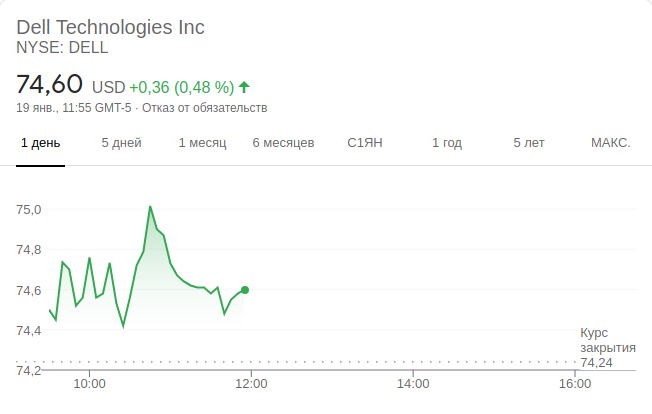 Dell Technologies Inc
NYSE: DELL
74,60 USD +0,36 (0,48 %)
19 янв., 11:55 GMT-5 · Отказ от обязательств
1 день 5 дней 1 месяц 6 месяцев С1ЯН 1 год 5 лет МАКС.
75,0
74,8
74,6
74,4
Курс
закрытия
74,24
74,2
10:00 12:00 14:00 16:00